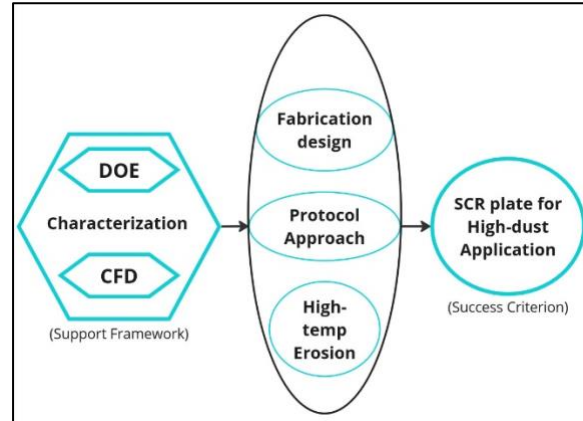 DOE
Characterization
CFD
(Support Framework)
Fabrication
design
Protocol
Approach
High-
temp
Erosion
SCR plate for
High-dust
Application
(Success Criterion)